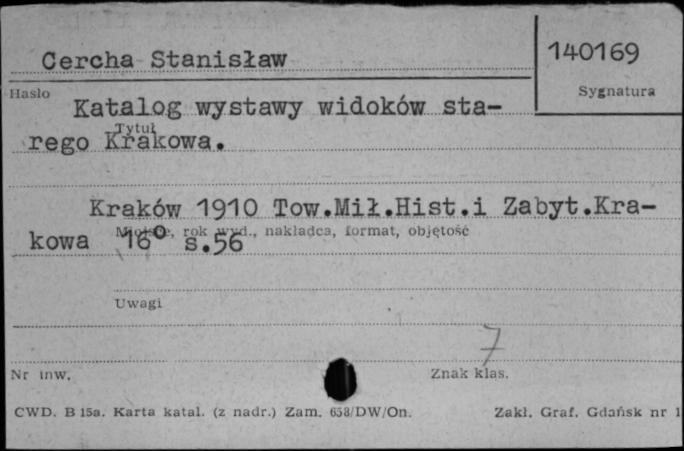 Cercha Stanisław
140169
Hasło
Sygnatura
Katalog wystawy widoków sta-
Tytuł
rego Krakowa.
Kraków 1910 Tow.Mił.Hist.i Zabyt.Kra-
Miejsce, rok wyd., nakładca, format, objętość
kowa 16° s.56
Uwagi
7
Nr inw.
Znak klas.
CWD. B 15a. Karta katal. (z nadr.) Zam. 658/DW/On.
Zakł. Graf. Gdańsk nr 1